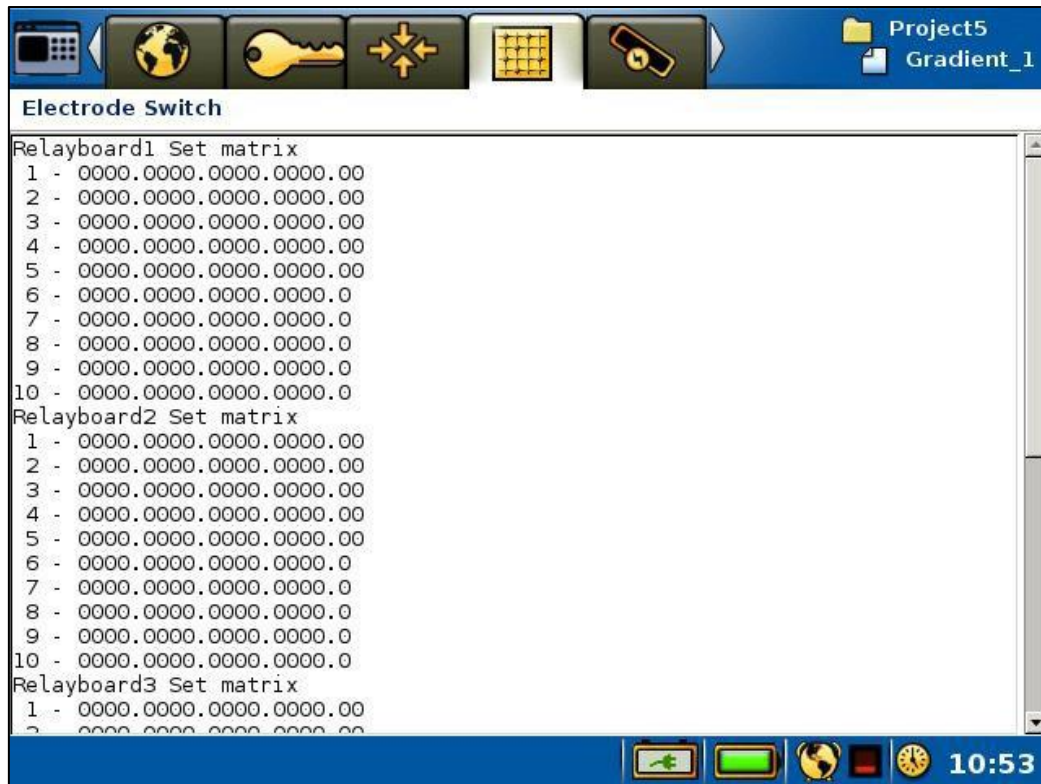 Project5
Gradient_1
Electrode Switch
Relayboard1 Set matrix
1 - 0000.0000.0000.0000.00
2 - 0000.0000.0000.0000.00
3 - 0000.0000.0000.0000.00
4 - 0000.0000.0000.0000.00
5 - 0000.0000.0000.0000.00
6 - 0000.0000.0000.0000.0
7 - 0000.0000.0000.0000.0
8 - 0000.0000.0000.0000.0
9 - 0000.0000.0000.0000.0
10 - 0000.0000.0000.0000.0
Relayboard2 Set matrix
1 - 0000.0000.0000.0000.00
2 - 0000.0000.0000.0000.00
3 - 0000.0000.0000.0000.00
4 - 0000.0000.0000.0000.00
5 - 0000.0000.0000.0000.00
6 - 0000.0000.0000.0000.0
7 - 0000.0000.0000.0000.0
8 - 0000.0000.0000.0000.0
9 - 0000.0000.0000.0000.0
10 - 0000.0000.0000.0000.0
Relayboard3 Set matrix
1 - 0000.0000.0000.0000.00
10:53